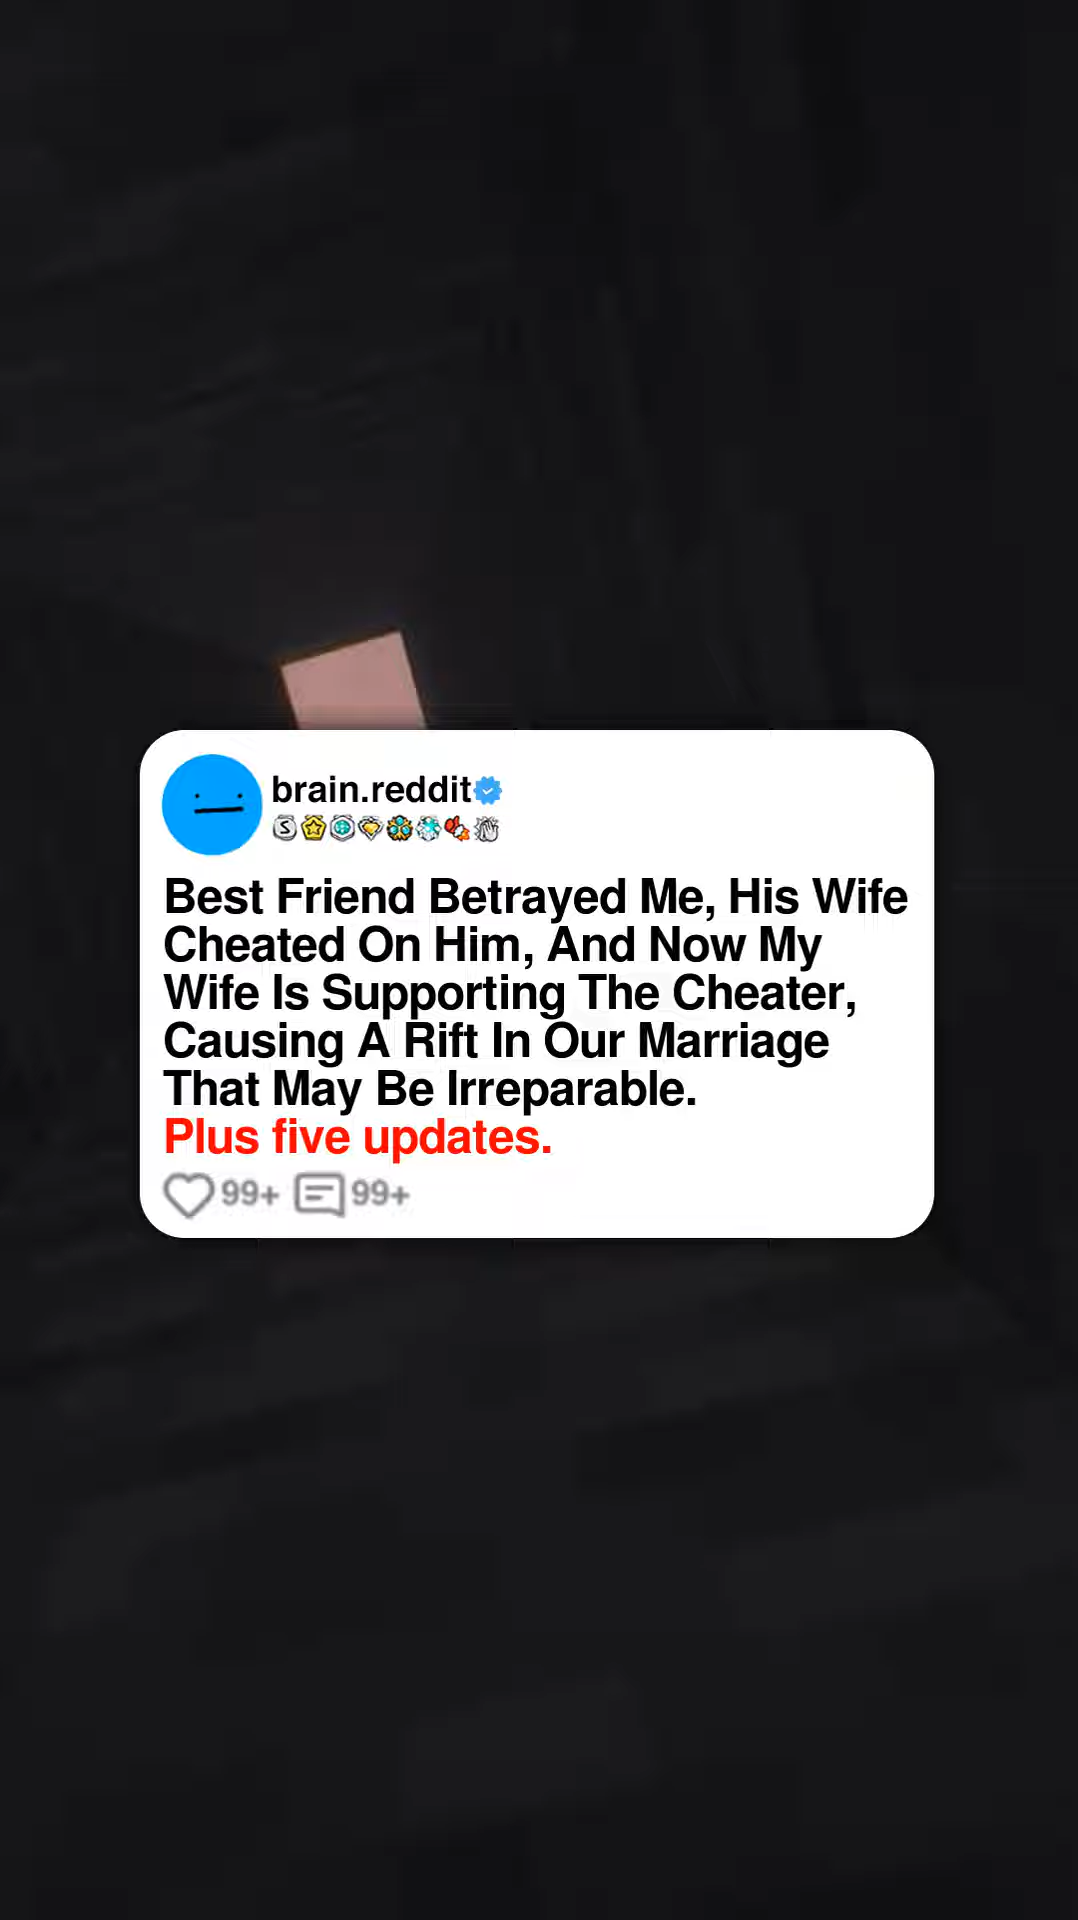 brain.reddit
Best Friend Betrayed Me, His Wife
Cheated On Him, And Now My
Wife Is Supporting The Cheater,
Causing A Rift In Our Marriage
That May Be Irreparable.
Plus five updates.
99+ 99+